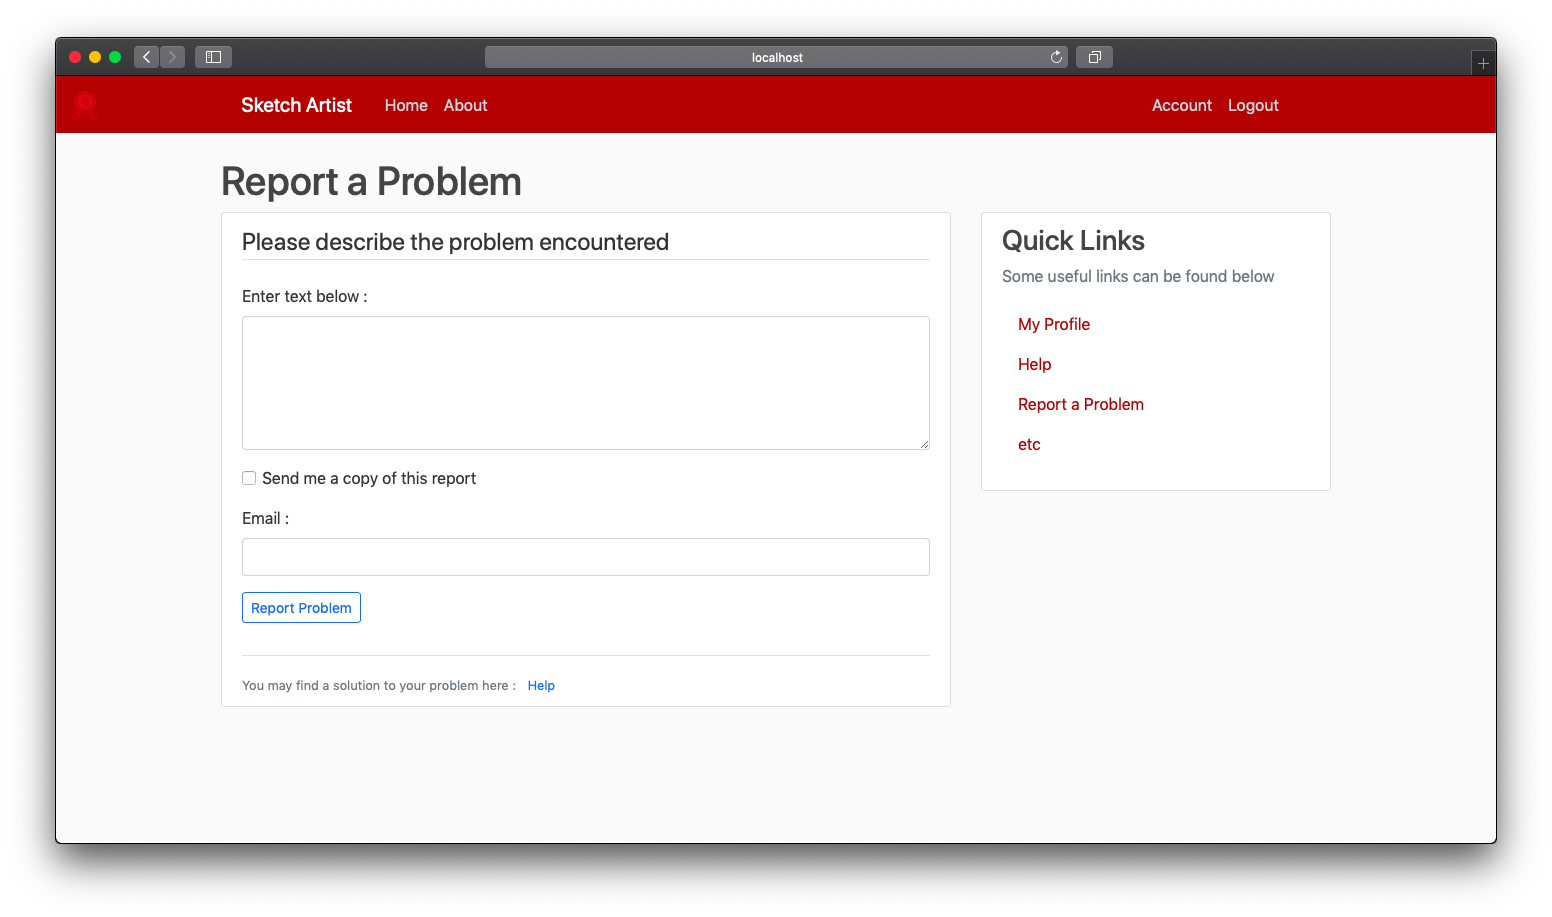 localhost
Sketch Artist
Home
About
Account
Logout
Report a Problem
Please describe the problem encountered
Enter text below :
Send me a copy of this report
Email :
Report Problem
You may find a solution to your problem here : Help
Quick Links
Some useful links can be found below
My Profile
Help
Report a Problem
etc